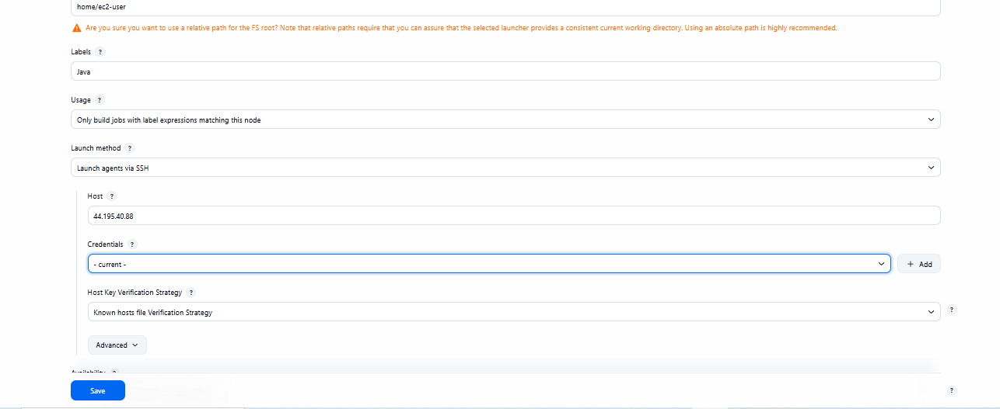 home/ec2-user
Are you sure you want to use a relative path for the FS root? Note that relative paths require that you can assure that the selected launcher provides a consistent current working directory. Using an absolute path is highly recommended.
Labels ?
Java
Usage ?
Only build jobs with label expressions matching this node
Launch method ?
Launch agents via SSH
Host ?
44.195.40.88
Credentials ?
- current -
+ Add
Host Key Verification Strategy ?
Known hosts file Verification Strategy
?
Advanced
Availability ?
Save
?